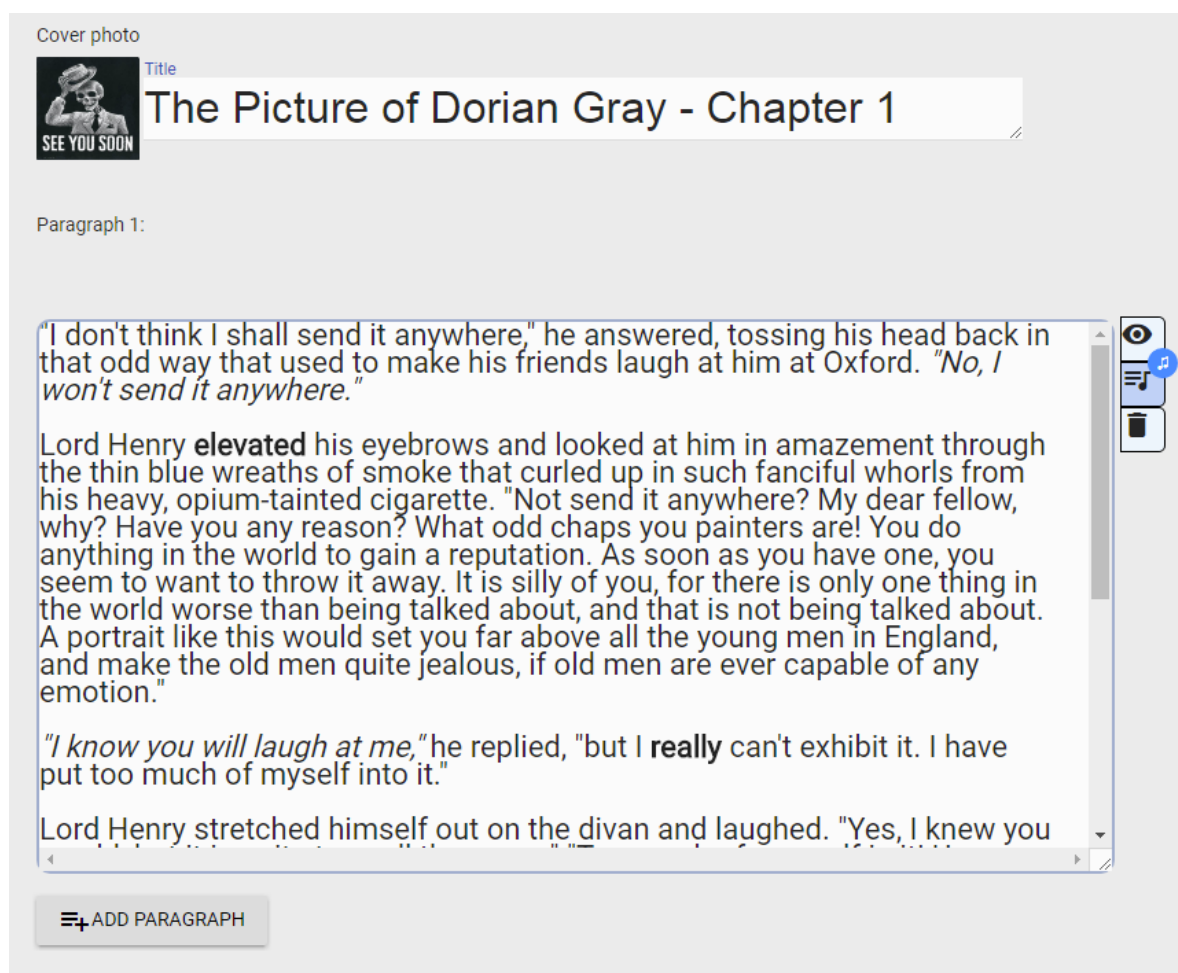 Cover photo
Title
The Picture of Dorian Gray - Chapter 1
SEE YOU SOON
Paragraph 1:
"I don't think I shall send it anywhere," he answered, tossing his head back in
that odd way that used to make his friends laugh at him at Oxford. "No, I
won't send it anywhere."
Lord Henry elevated his eyebrows and looked at him in amazement through
the thin blue wreaths of smoke that curled up in such fanciful whorls from
his heavy, opium-tainted cigarette. "Not send it anywhere? My dear fellow,
why? Have you any reason? What odd chaps you painters are! You do
anything in the world to gain a reputation. As soon as you have one, you
seem to want to throw it away. It is silly of you, for there is only one thing in
the world worse than being talked about, and that is not being talked about.
A portrait like this would set you far above all the young men in England,
and make the old men quite jealous, if old men are ever capable of any
emotion."
"I know you will laugh at me," he replied, "but I really can't exhibit it. I have
put too much of myself into it."
Lord Henry stretched himself out on the divan and laughed. "Yes, I knew you
ADD PARAGRAPH